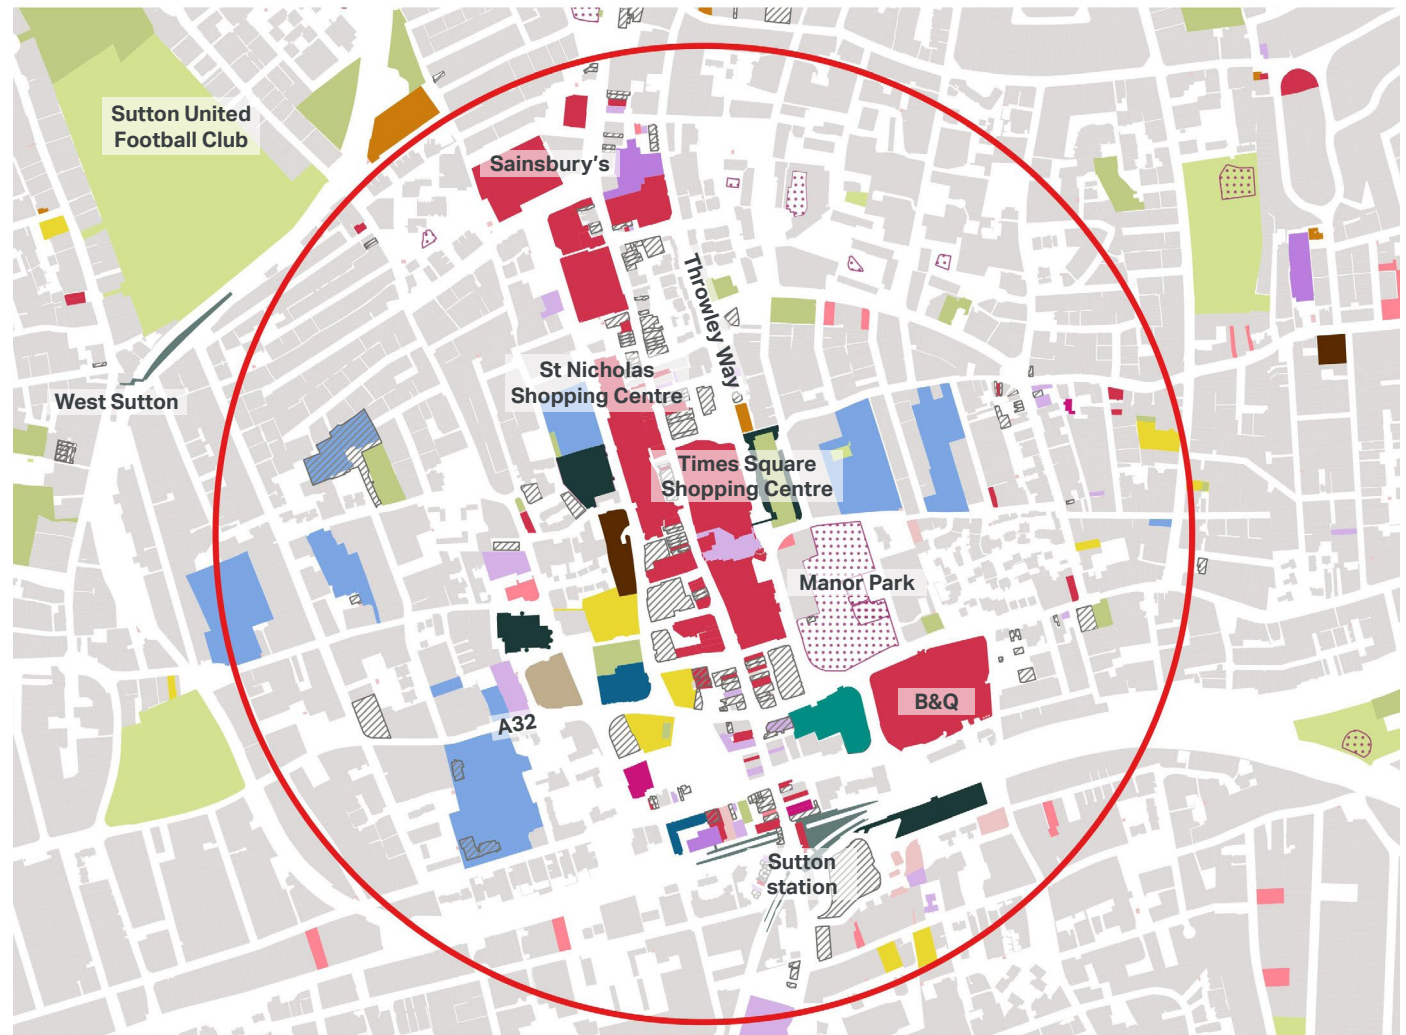 Sutton United
Football Club
Sainsbury's
Throwley Way
St Nicholas
Shopping Centre
West Sutton
Times Square
Shopping Centre
Manor Park
B&Q
A32
Sutton
station